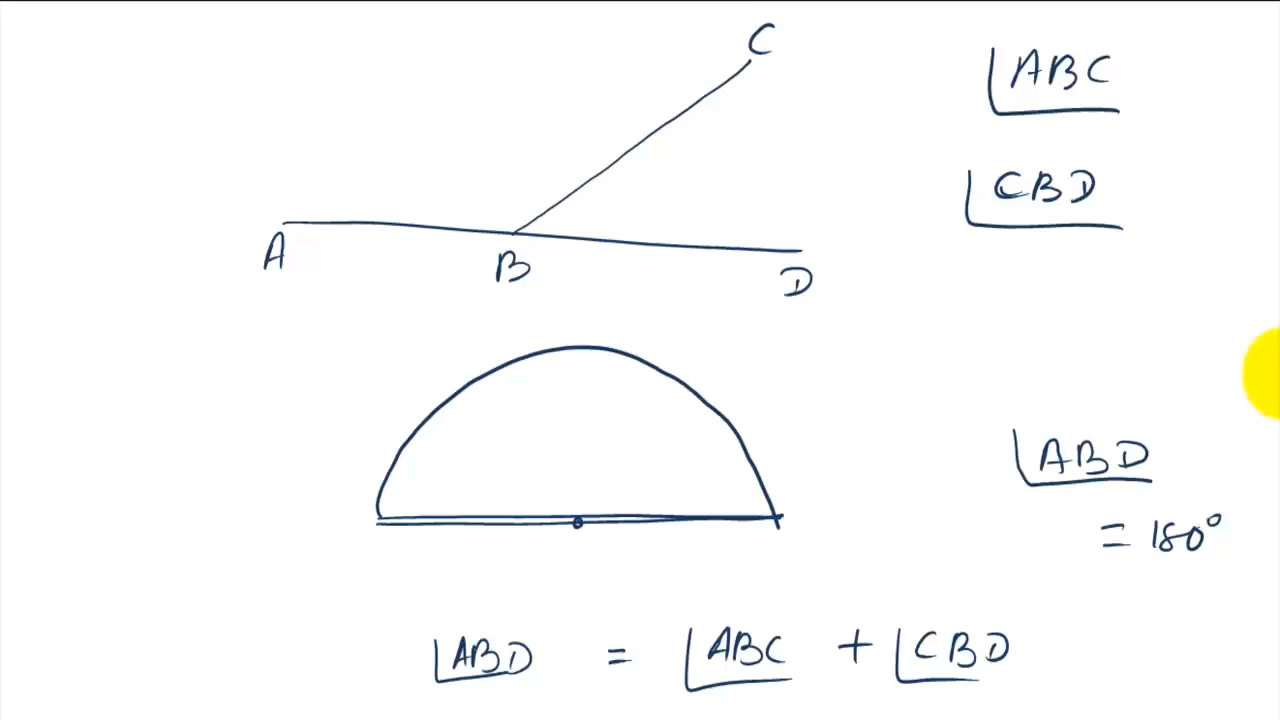 C
∠ABC
∠CBD
A B D
∠ABD
= 180°
∠ABD = ∠ABC + ∠CBD